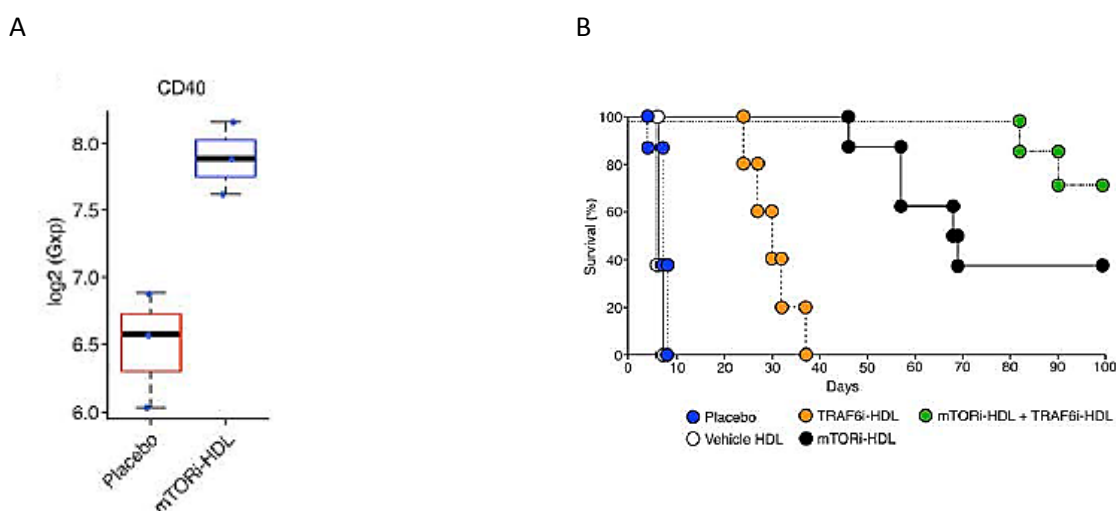 A
B
CD40
log2 (Gxp)
8.0
7.5
7.0
6.5
6.0
Placebo
mTORi-HDL
Survival (%)
100
80
60
40
20
0
0 10 20 30 40 50 60 70 80 90 100
Days
Placebo TRAF6i-HDL mTORi-HDL + TRAF6i-HDL
Vehicle HDL mTORi-HDL